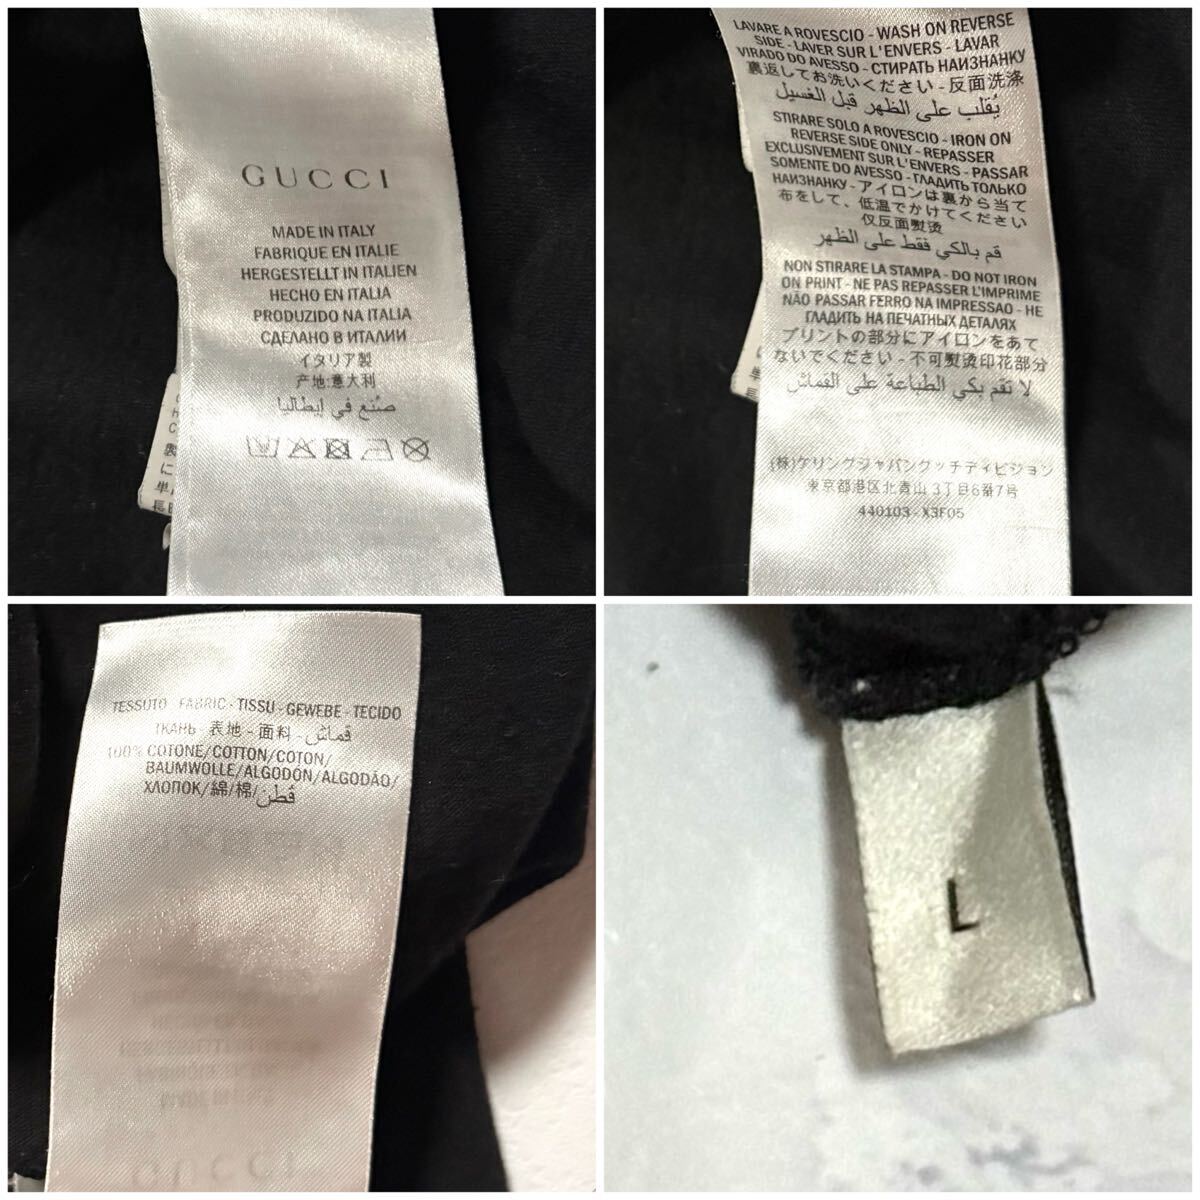 GUCCI
MADE IN ITALY
FABRIQUE EN ITALIE
HERGESTELLT IN ITALIEN
HECHO EN ITALIA
PRODUZIDO NA ITALIA
СДЕЛАНО В ИТАЛИИ
イタリア製
产地:意大利
صُنع في إيطاليا
LAVARE A ROVESCIO - WASH ON REVERSE
SIDE - LAVER SUR L'ENVERS - LAVAR
VIRADO DO AVESSO - СТИРАТЬ НАИЗНАНКУ
裏返してお洗いください - 反面洗涤
يُقلب على الظهر قبل الغسيل
STIRARE SOLO A ROVESCIO - IRON ON
REVERSE SIDE ONLY - REPASSER
EXCLUSIVEMENT SUR L'ENVERS - PASSAR
SOMENTE DO AVESSO - ГЛАДИТЬ ТОЛЬКО
НАИЗНАНКУ - アイロンは裏から当て
布をして、低温でかけてください
仅反面熨烫
قم بالكي فقط على الظهر
NON STIRARE LA STAMPA - DO NOT IRON
ON PRINT - NE PAS REPASSER L'IMPRIME
NÃO PASSAR FERRO NA IMPRESSAO - НЕ
ГЛАДИТЬ НА ПЕЧАТНЫХ ДЕТАЛЯХ
プリントの部分にアイロンをあて
ないでください - 不可熨烫印花部分
لا تقم بكي الطباعة على القماش
(株)ケリングジャパングッチディビジョン
東京都港区北青山 3丁目6番7号
440103 - X3F05
TESSUTO - FABRIC - TISSU - GEWEBE - TECIDO
ТКАНЬ - 表地 - 面料 - قماش
100% COTONE/COTTON/COTON/
BAUMWOLLE/ALGODÓN/ALGODÃO/
ХЛОПОК/綿/棉/قطن
L